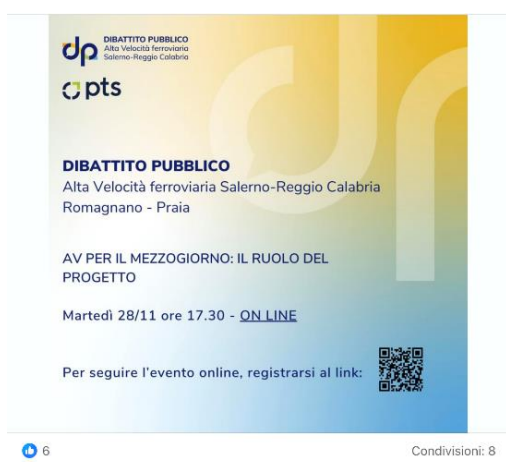 dp
DIBATTITO PUBBLICO
Alta Velocità ferroviaria
Salerno-Reggio Calabria
pts
DIBATTITO PUBBLICO
Alta Velocità ferroviaria Salerno-Reggio Calabria
Romagnano - Praia
AV PER IL MEZZOGIORNO: IL RUOLO DEL
PROGETTO
Martedì 28/11 ore 17.30 - ON LINE
Per seguire l'evento online, registrarsi al link:
6
Condivisioni: 8